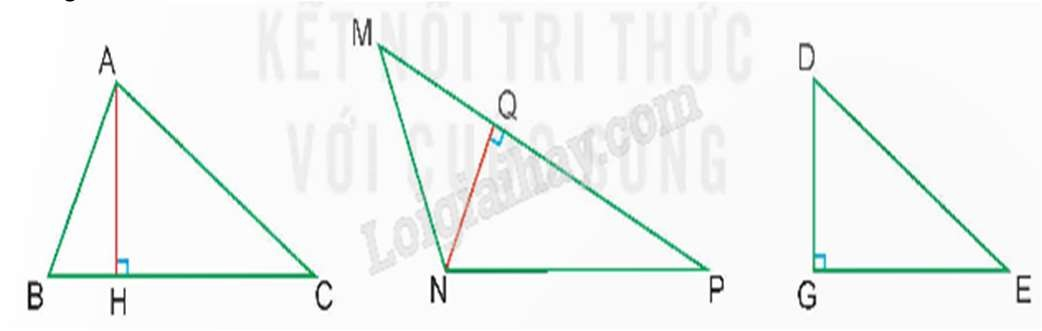 KẾT NỐI TRI THỨC
VỚI CUỘC SỐNG
Loigiaihay.com
A
B
H
C
M
Q
N
P
D
G
E